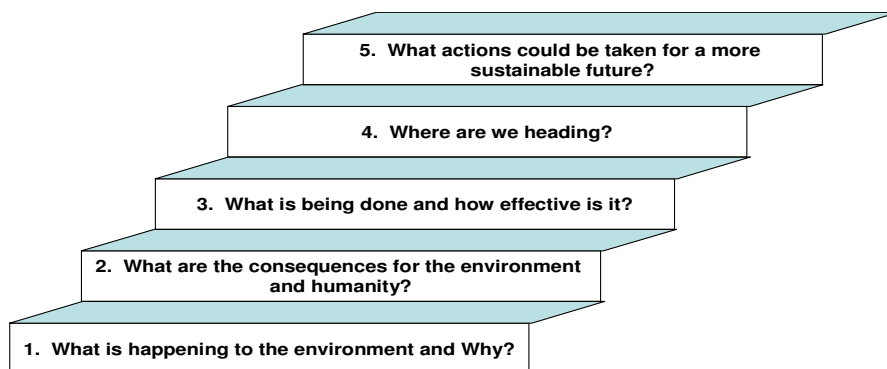 5. What actions could be taken for a more
sustainable future?
4. Where are we heading?
3. What is being done and how effective is it?
2. What are the consequences for the environment
and humanity?
1. What is happening to the environment and Why?